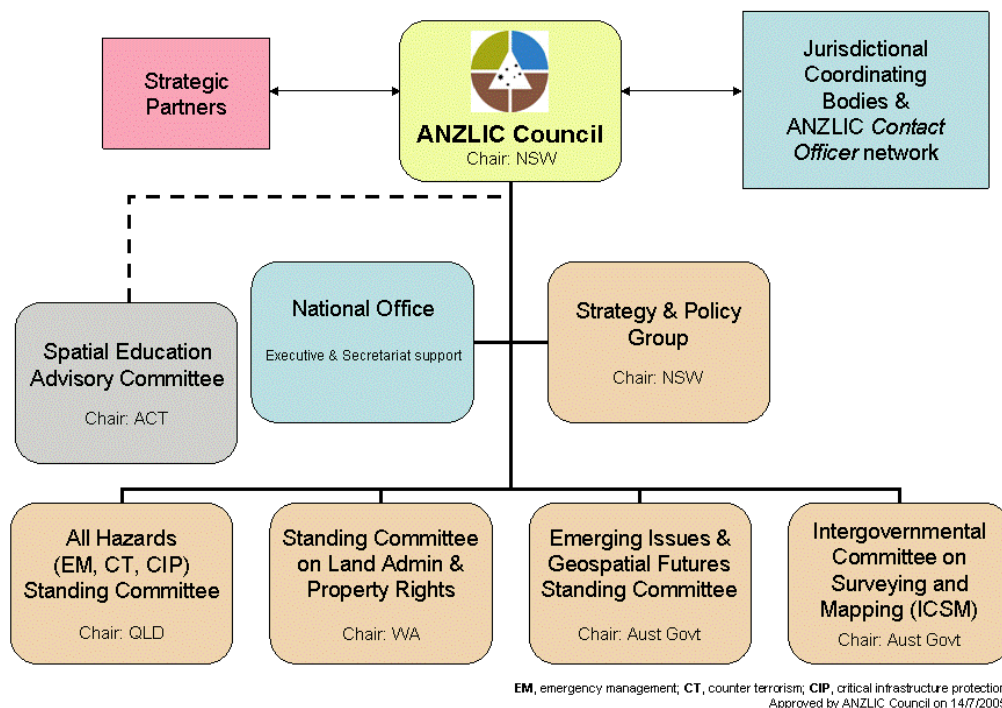 Strategic
Partners
ANZLIC Council
Chair: NSW
Jurisdictional
Coordinating
Bodies &
ANZLIC Contact
Officer network
Spatial Education
Advisory Committee
Chair: ACT
National Office
Executive & Secretariat support
Strategy & Policy
Group
Chair: NSW
All Hazards
(EM, CT, CIP)
Standing Committee
Chair: QLD
Standing Committee
on Land Admin &
Property Rights
Chair: WA
Emerging Issues &
Geospatial Futures
Standing Committee
Chair: Aust Govt
Intergovernmental
Committee on
Surveying and
Mapping (ICSM)
Chair: Aust Govt
EM, emergency management; CT, counter terrorism; CIP, critical infrastructure protection
Approved by ANZLIC Council on 14/7/2005